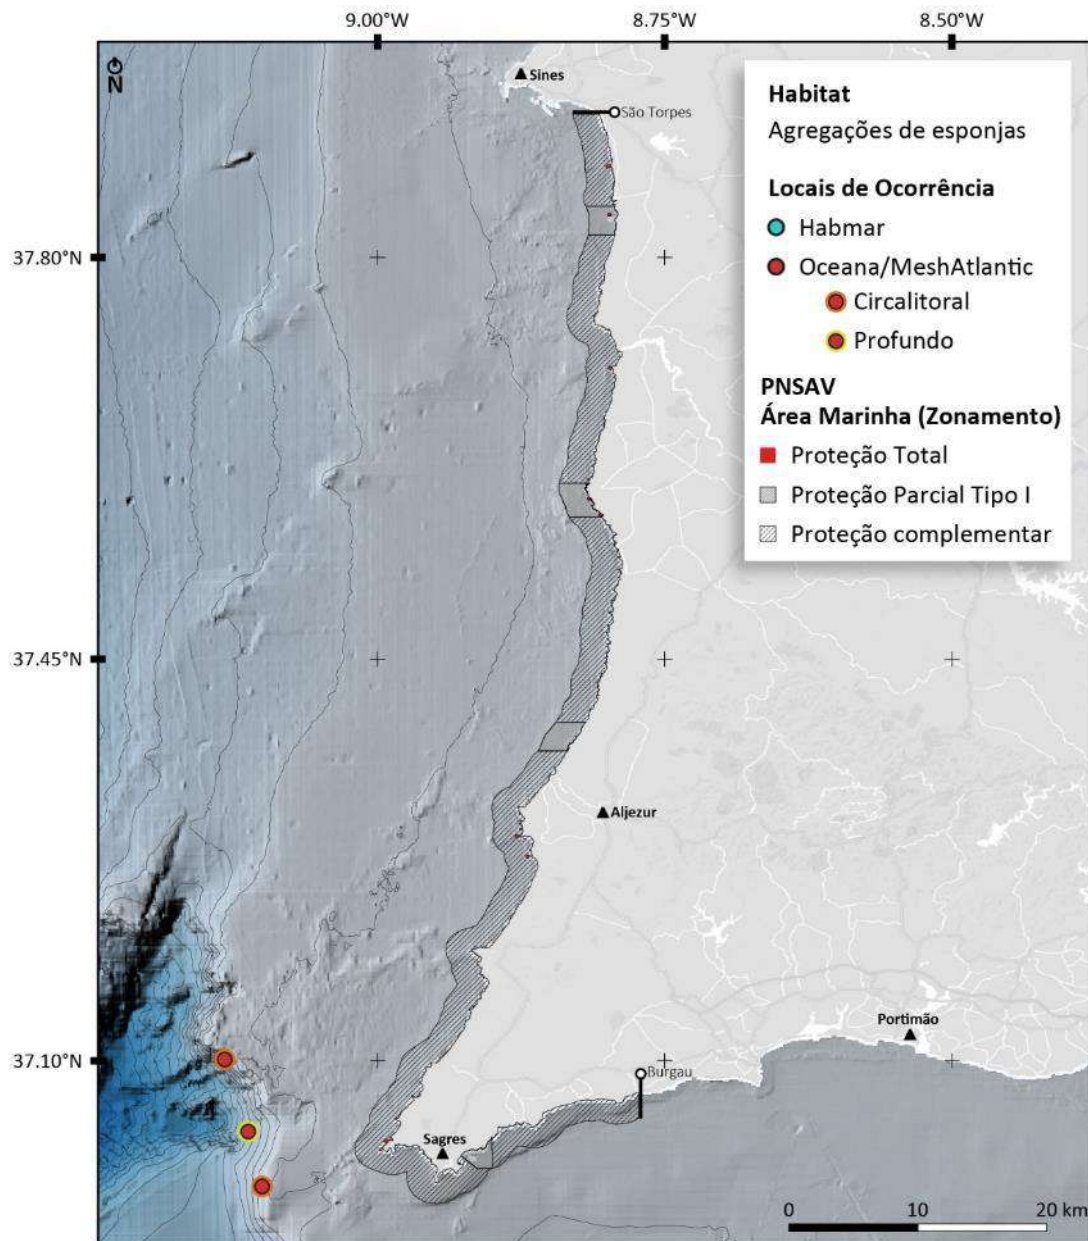 9.00°W 8.75°W 8.50°W
N
Sines
São Torpes
Habitat
Agregações de esponjas
Locais de Ocorrência
Habmar
Oceana/MeshAtlantic
Circalitoral
Profundo
PNSAV
Área Marinha (Zonamento)
Proteção Total
Proteção Parcial Tipo I
Proteção complementar
37.80°N
37.45°N
Aljezur
37.10°N
Portimão
Burgau
Sagres
0 10 20 km